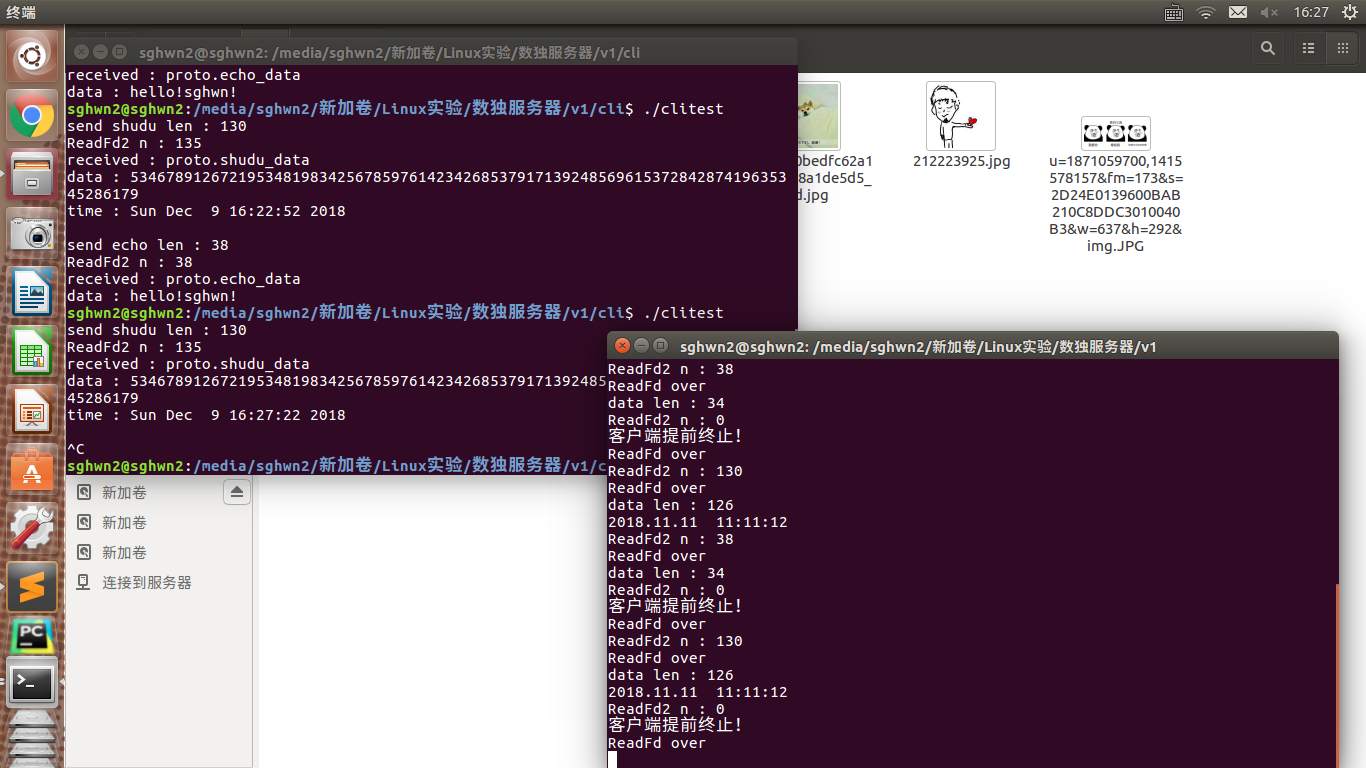 终端
16:27
sghwn2@sghwn2: /media/sghwn2/新加卷/Linux实验/数独服务器/v1/cli
received : proto.echo_data
data : hello!sghwn!
sghwn2@sghwn2:/media/sghwn2/新加卷/Linux实验/数独服务器/v1/cli$ ./clitest
send shudu len : 130
ReadFd2 n : 135
received : proto.shudu_data
data : 534678912672195348198342567859761423426853791713924856961537284287419635345286179
time : Sun Dec  9 16:22:52 2018
send echo len : 38
ReadFd2 n : 38
received : proto.echo_data
data : hello!sghwn!
sghwn2@sghwn2:/media/sghwn2/新加卷/Linux实验/数独服务器/v1/cli$ ./clitest
send shudu len : 130
ReadFd2 n : 135
received : proto.shudu_data
data : 53467891267219534819834256785976142342685379171392485
45286179
time : Sun Dec  9 16:27:22 2018
^C
sghwn2@sghwn2:/media/sghwn2/新加卷/Linux实验/数独服务器/v1/c
0bedfc62a1
8a1de5d5_
d.jpg
212223925.jpg
u=1871059700,1415
578157&fm=173&s=
2D24E0139600BAB
210C8DDC3010040
B3&w=637&h=292&
img.JPG
新加卷
新加卷
新加卷
连接到服务器
PC
sghwn2@sghwn2: /media/sghwn2/新加卷/Linux实验/数独服务器/v1
ReadFd2 n : 38
ReadFd over
data len : 34
ReadFd2 n : 0
客户端提前终止!
ReadFd over
ReadFd2 n : 130
ReadFd over
data len : 126
2018.11.11  11:11:12
ReadFd2 n : 38
ReadFd over
data len : 34
ReadFd2 n : 0
客户端提前终止!
ReadFd over
ReadFd2 n : 130
ReadFd over
data len : 126
2018.11.11  11:11:12
ReadFd2 n : 0
客户端提前终止!
ReadFd over